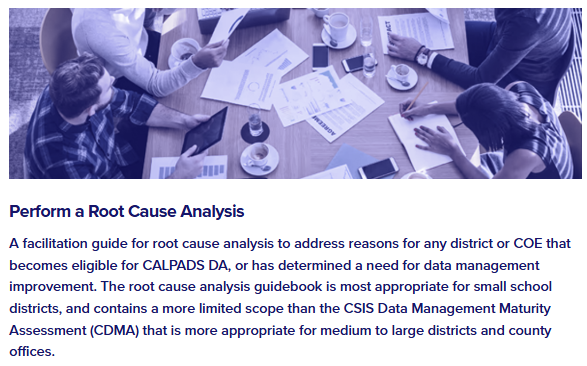 AGREEME
Perform a Root Cause Analysis
A facilitation guide for root cause analysis to address reasons for any district or COE that
becomes eligible for CALPADS DA, or has determined a need for data management
improvement. The root cause analysis guidebook is most appropriate for small school
districts, and contains a more limited scope than the CSIS Data Management Maturity
Assessment (CDMA) that is more appropriate for medium to large districts and county
offices.